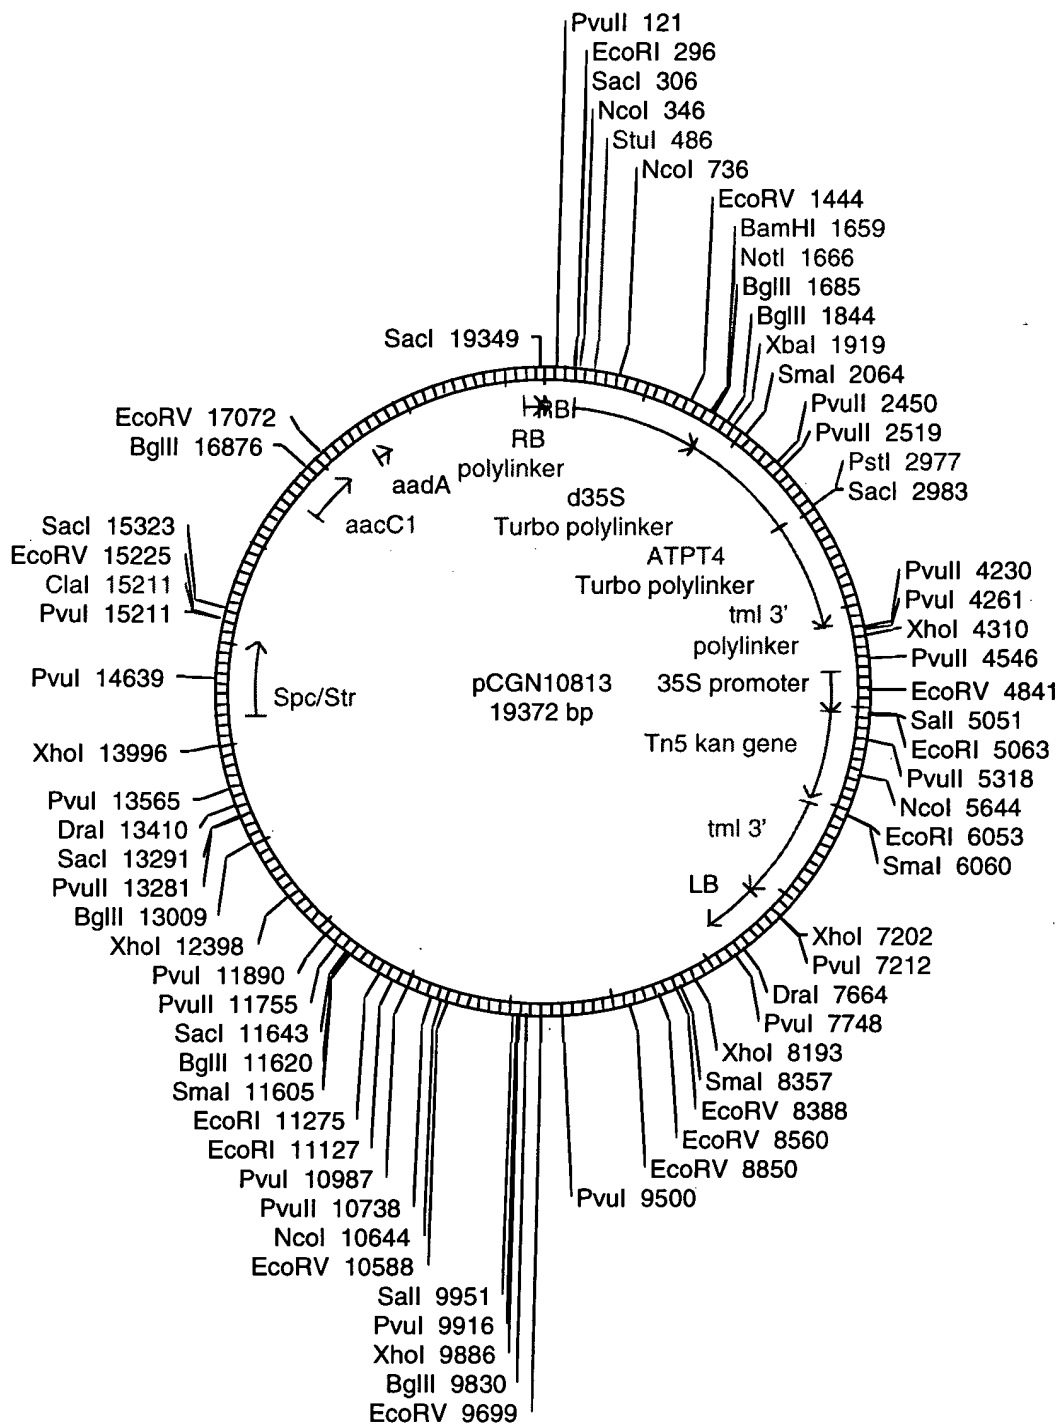 PvuII 121
EcoRI 296
SacI 306
NcoI 346
StuI 486
NcoI 736
EcoRV 1444
BamHI 1659
NotI 1666
BglII 1685
BglII 1844
XbaI 1919
SmaI 2064
PvuII 2450
PvuII 2519
PstI 2977
SacI 2983
PvuII 4230
PvuI 4261
XhoI 4310
PvuII 4546
EcoRV 4841
SalI 5051
EcoRI 5063
PvuII 5318
NcoI 5644
EcoRI 6053
SmaI 6060
XhoI 7202
PvuI 7212
DraI 7664
PvuI 7748
XhoI 8193
SmaI 8357
EcoRV 8388
EcoRV 8560
EcoRV 8850
PvuI 9500
EcoRV 9699
BglII 9830
XhoI 9886
PvuI 9916
SalI 9951
EcoRV 10588
NcoI 10644
PvuII 10738
PvuI 10987
EcoRI 11127
EcoRI 11275
SmaI 11605
BglII 11620
SacI 11643
PvuII 11755
PvuI 11890
XhoI 12398
BglII 13009
PvuII 13281
SacI 13291
DraI 13410
PvuI 13565
XhoI 13996
PvuI 14639
PvuI 15211
ClaI 15211
EcoRV 15225
SacI 15323
BglII 16876
EcoRV 17072
SacI 19349
RB
RB
polylinker
d35S
Turbo polylinker
ATPT4
Turbo polylinker
tml 3'
polylinker
35S promoter
Tn5 kan gene
tml 3'
LB
Spc/Str
aacC1
aadA
pCGN10813
19372 bp